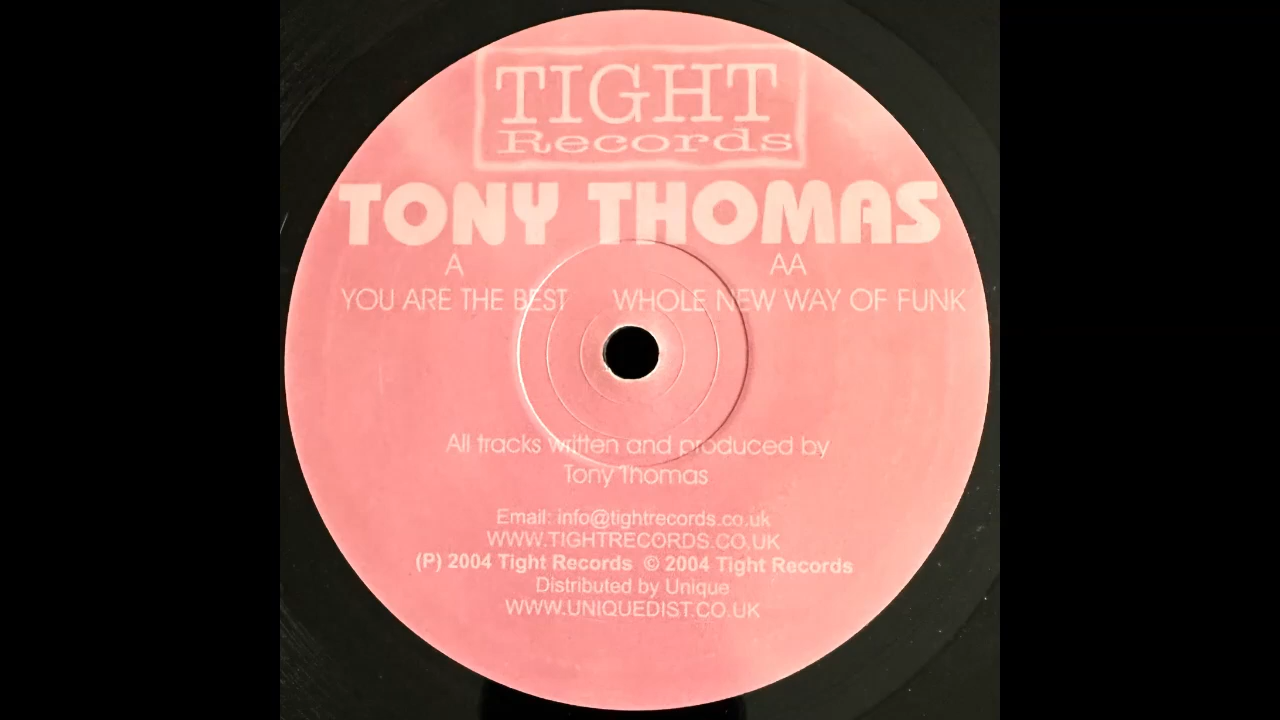 TIGHT
Records
TONY THOMAS
A AA
YOU ARE THE BEST WHOLE NEW WAY OF FUNK
All tracks written and produced by
Tony Thomas
Email: info@tightrecords.co.uk
WWW.TIGHTRECORDS.CO.UK
(P) 2004 Tight Records © 2004 Tight Records
Distributed by Unique
WWW.UNIQUEDIST.CO.UK